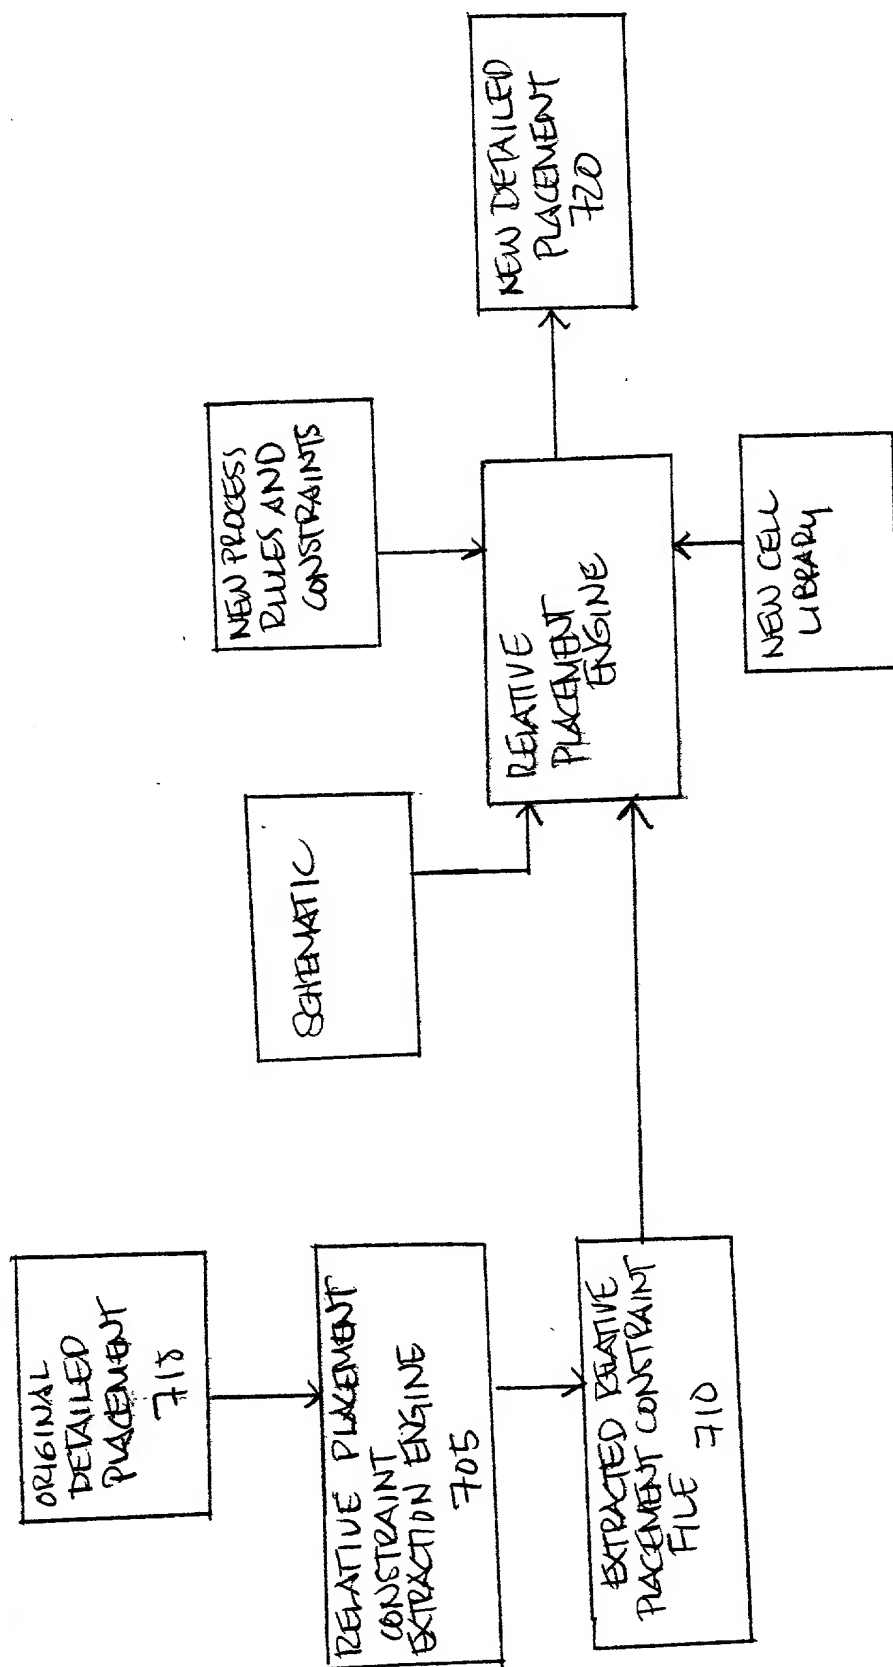 ORIGINAL
DETAILED
PLACEMENT
718
RELATIVE PLACEMENT
CONSTRAINT
EXTRACTION ENGINE
705
EXTRACTED RELATIVE
PLACEMENT CONSTRAINT
FILE 710
SCHEMATIC
NEW PROCESS
RULES AND
CONSTRAINTS
RELATIVE
PLACEMENT
ENGINE
NEW CELL
LIBRARY
NEW DETAILED
PLACEMENT
720